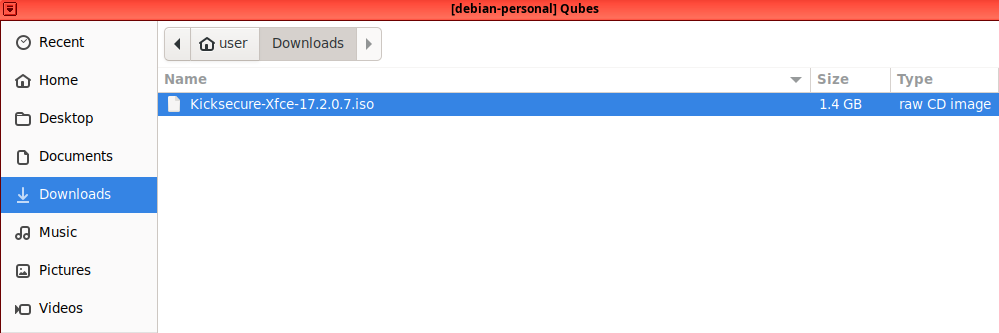 [debian-personal] Qubes
Recent
Home
Desktop
Documents
Downloads
Music
Pictures
Videos
user Downloads
Name Size Type
Kicksecure-Xfce-17.2.0.7.iso 1.4 GB raw CD image